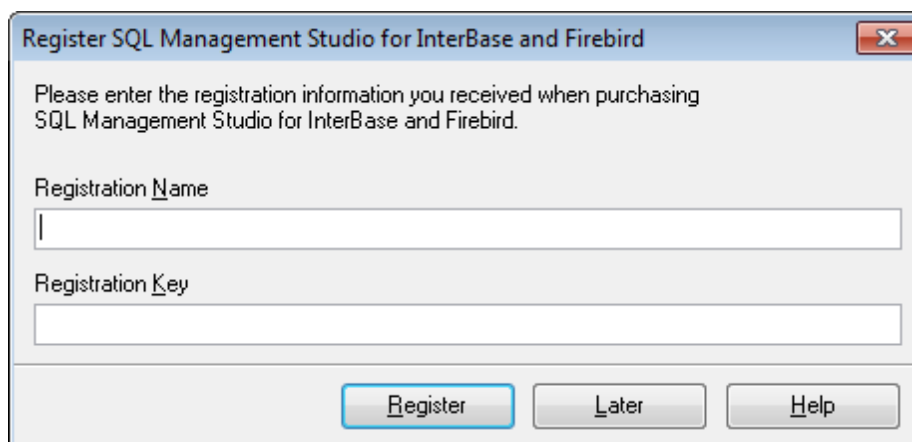 Register SQL Management Studio for InterBase and Firebird
Please enter the registration information you received when purchasing
SQL Management Studio for InterBase and Firebird.
Registration Name
Registration Key
Register Later Help